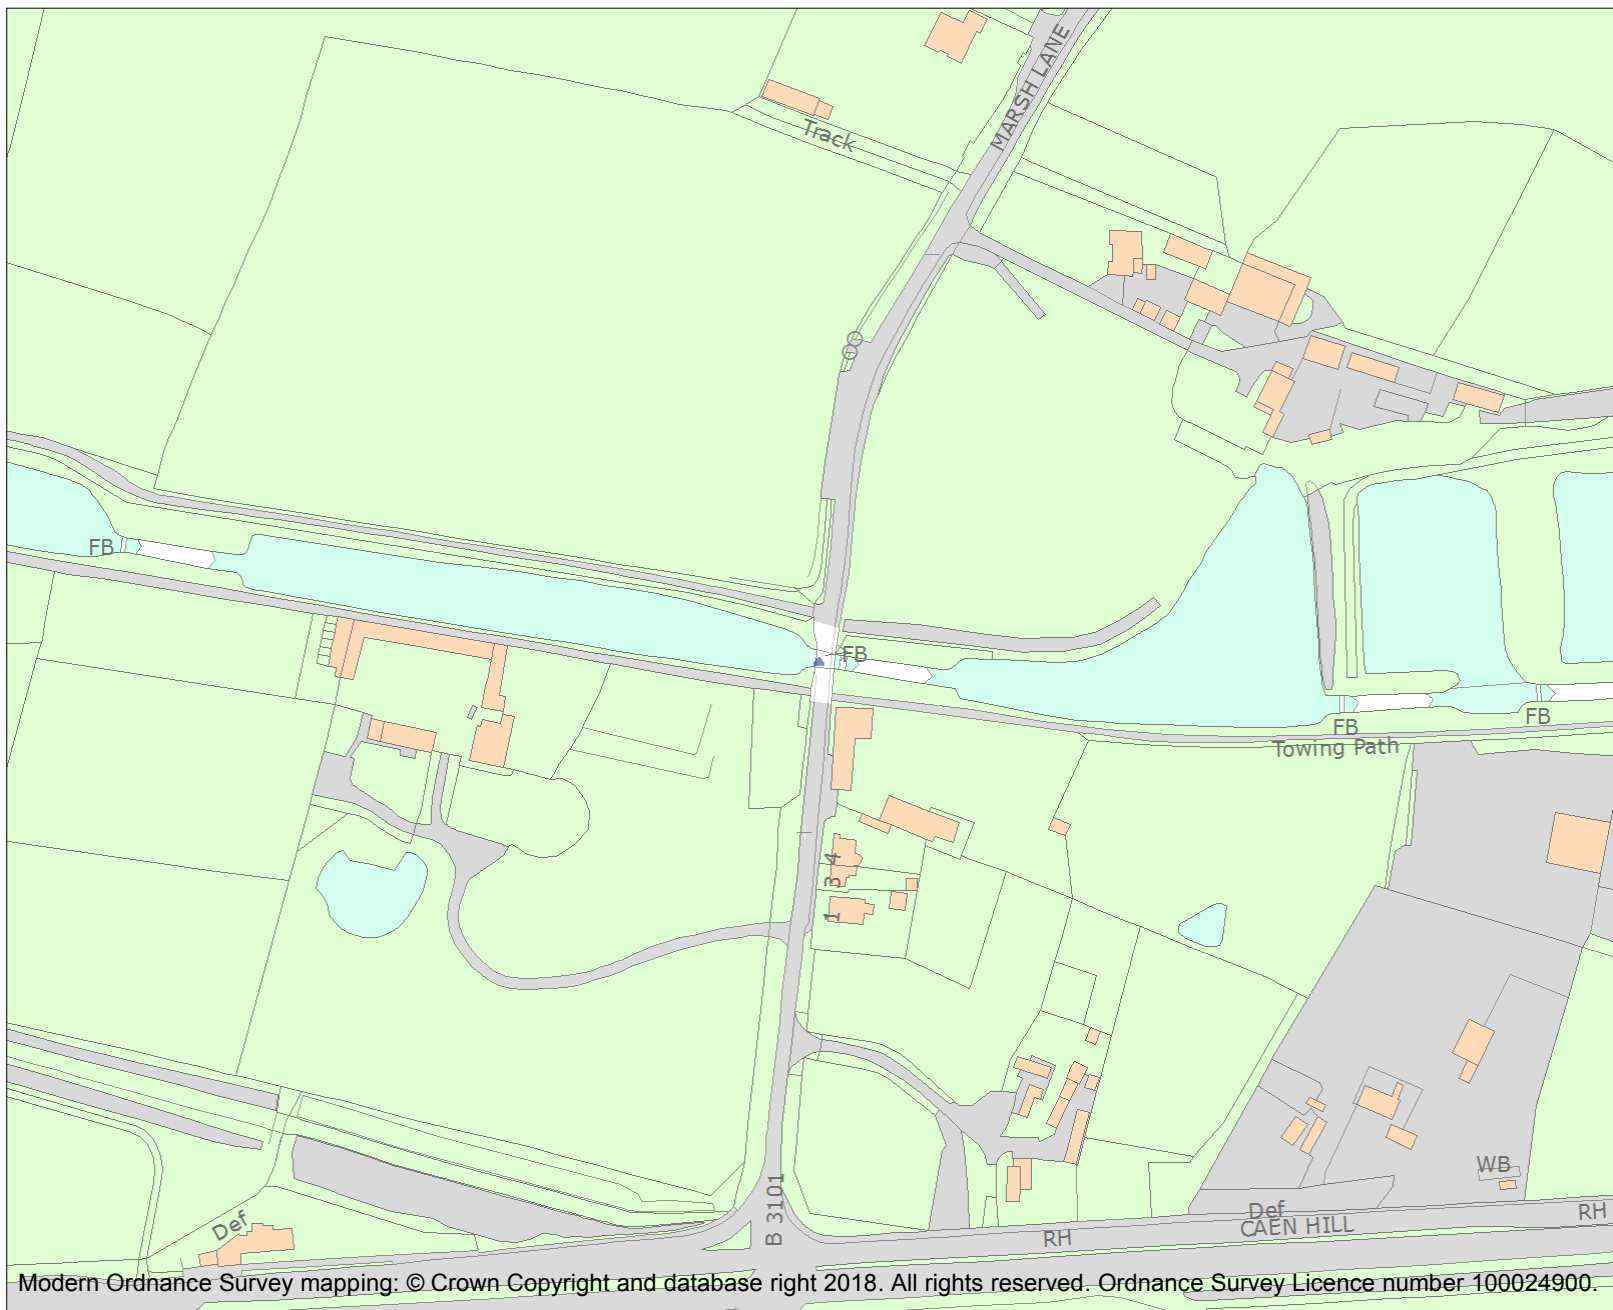 MARSH LANE
Track
FB
FB
FB
FB
Towing Path
1 3 4
WB
Def
Def
B 3101
RH
CAEN HILL
RH
Modern Ordnance Survey mapping: © Crown Copyright and database right 2018. All rights reserved. Ordnance Survey Licence number 100024900.